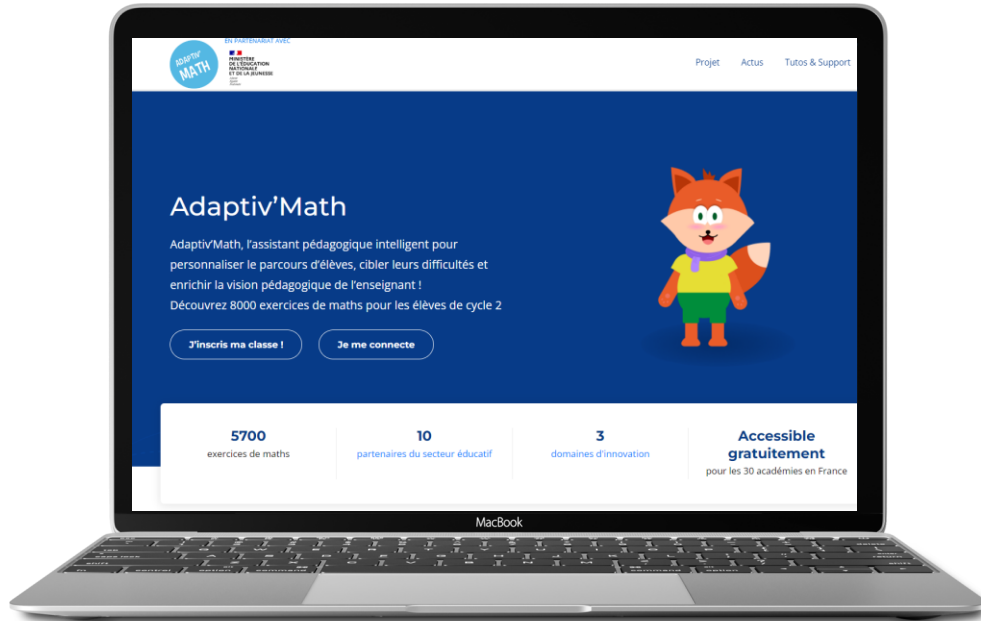 EN PARTENARIAT AVEC
ADAPTIV'
MATH
MINISTÈRE
DE L'ÉDUCATION
NATIONALE
ET DE LA JEUNESSE
Projet
Actus
Tutos & Support
Adaptiv'Math
Adaptiv'Math, l'assistant pédagogique intelligent pour
personnaliser le parcours d'élèves, cibler leurs difficultés et
enrichir la vision pédagogique de l'enseignant !
Découvrez 8000 exercices de maths pour les élèves de cycle 2
J'inscris ma classe !
Je me connecte
5700
exercices de maths
10
partenaires du secteur éducatif
3
domaines d'innovation
Accessible
gratuitement
pour les 30 académies en France
MacBook